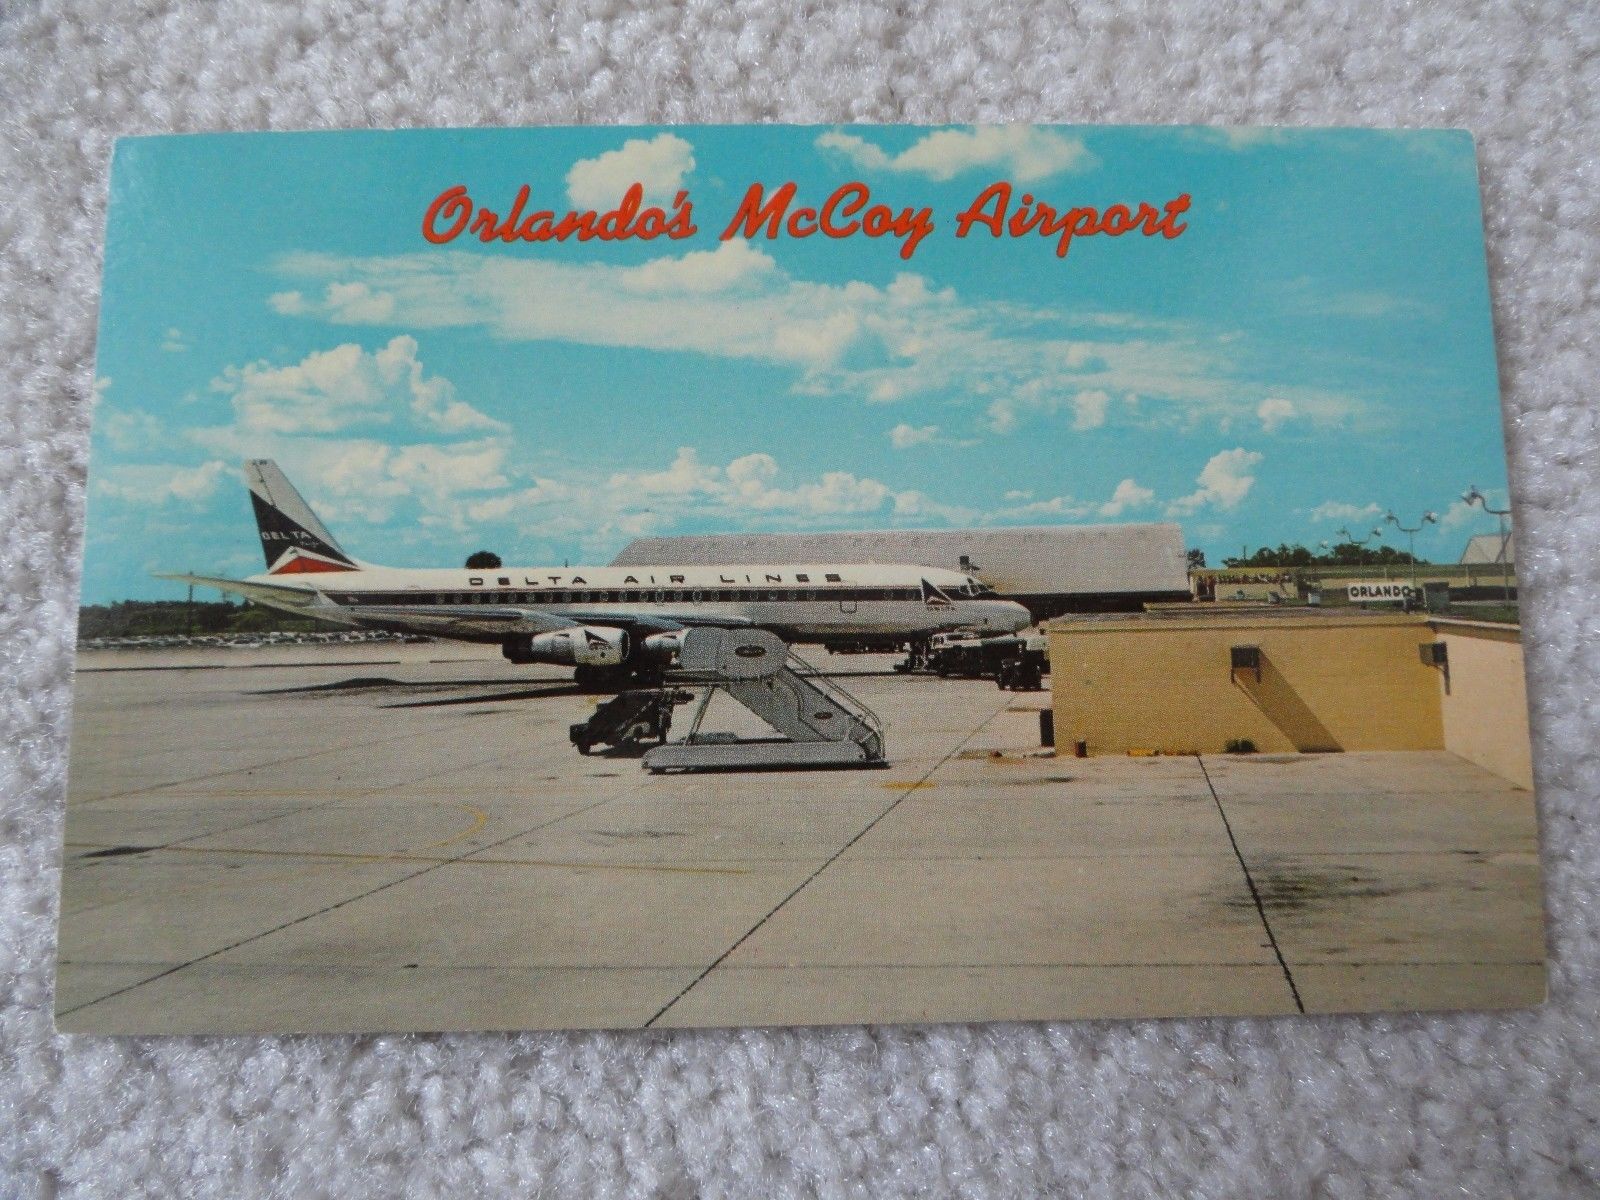 Orlando's McCoy Airport
DELTA
DELTA AIR LINES
ORLANDO